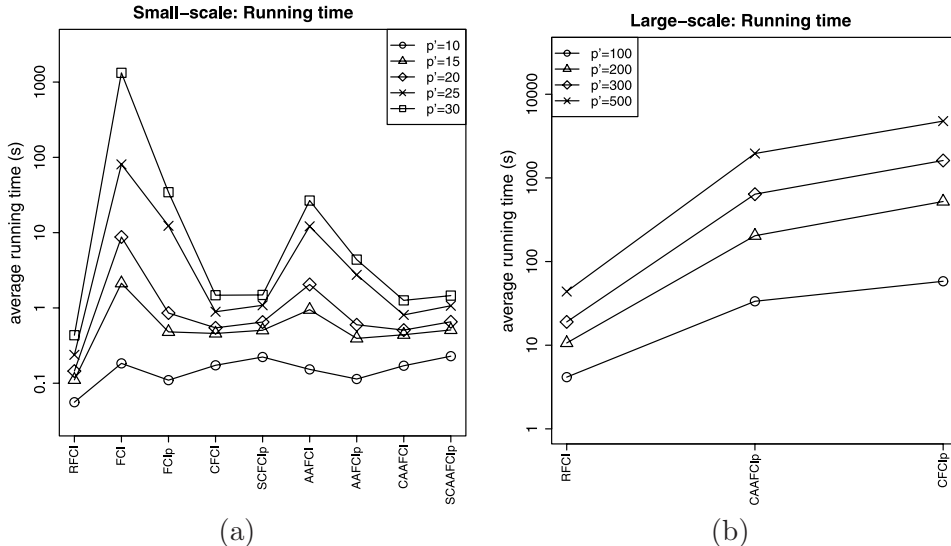 Small−scale: Running time
average running time (s)
1000
100
10
1
0.1
p'=10
p'=15
p'=20
p'=25
p'=30
RFCI
FCI
FCIp
CFCI
SCFCIp
AAFCI
AAFCIp
CAAFCI
SCAAFCIp
(a)
Large−scale: Running time
average running time (s)
10000
1000
100
10
1
p'=100
p'=200
p'=300
p'=500
RFCI
CAAFCIp
CFCIp
(b)